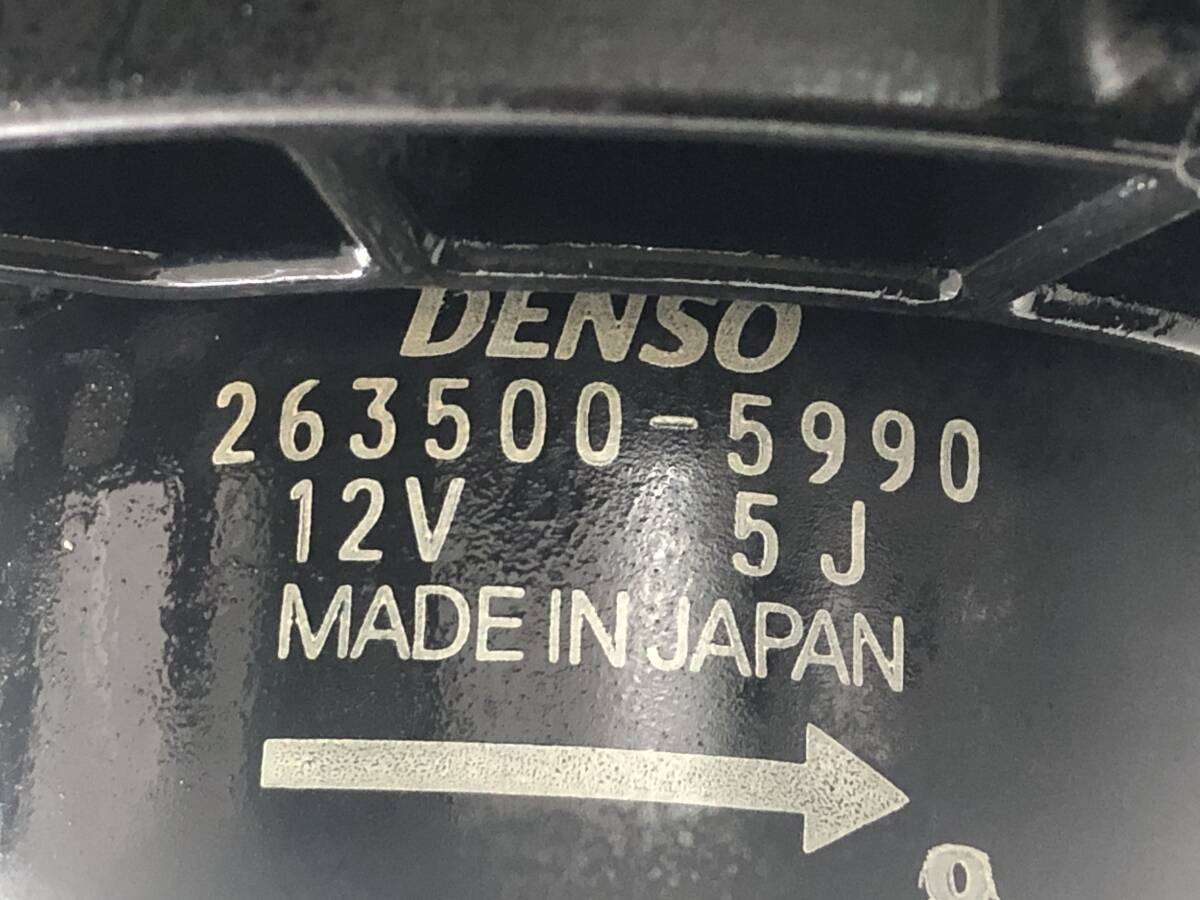 DENSO
263500-5990
12V 5J
MADE IN JAPAN